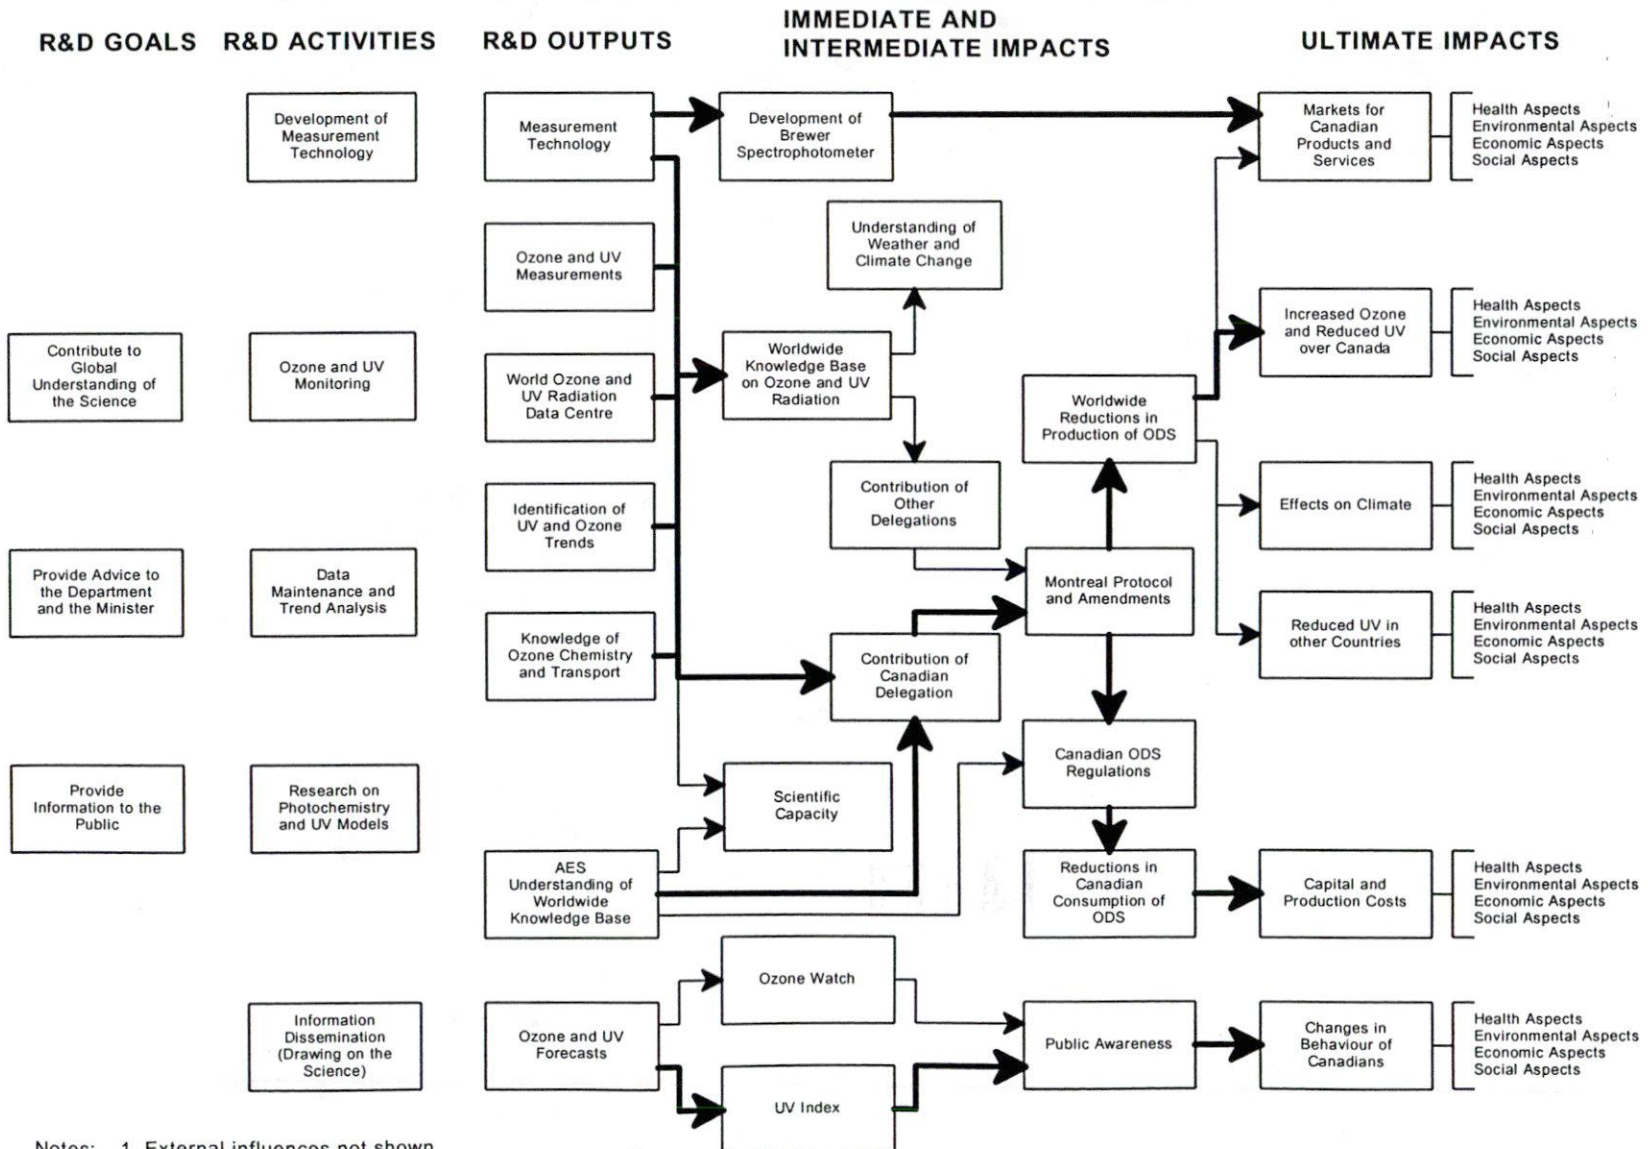 R&D GOALS
R&D ACTIVITIES
R&D OUTPUTS
IMMEDIATE AND
INTERMEDIATE IMPACTS
ULTIMATE IMPACTS
Contribute to
Global
Understanding of
the Science
Provide Advice to
the Department
and the Minister
Provide
Information to the
Public
Development of
Measurement
Technology
Ozone and UV
Monitoring
Data
Maintenance and
Trend Analysis
Research on
Photochemistry
and UV Models
Information
Dissemination
(Drawing on the
Science)
Measurement
Technology
Ozone and UV
Measurements
World Ozone and
UV Radiation
Data Centre
Identification of
UV and Ozone
Trends
Knowledge of
Ozone Chemistry
and Transport
AES
Understanding of
Worldwide
Knowledge Base
Ozone and UV
Forecasts
Development of
Brewer
Spectrophotometer
Understanding of
Weather and
Climate Change
Worldwide
Knowledge Base
on Ozone and UV
Radiation
Contribution of
Other
Delegations
Contribution of
Canadian
Delegation
Scientific
Capacity
Ozone Watch
UV Index
Worldwide
Reductions in
Production of ODS
Montreal Protocol
and Amendments
Canadian ODS
Regulations
Reductions in
Canadian
Consumption of
ODS
Public Awareness
Markets for
Canadian
Products and
Services
Health Aspects
Environmental Aspects
Economic Aspects
Social Aspects
Increased Ozone
and Reduced UV
over Canada
Health Aspects
Environmental Aspects
Economic Aspects
Social Aspects
Effects on Climate
Health Aspects
Environmental Aspects
Economic Aspects
Social Aspects
Reduced UV in
other Countries
Health Aspects
Environmental Aspects
Economic Aspects
Social Aspects
Capital and
Production Costs
Health Aspects
Environmental Aspects
Economic Aspects
Social Aspects
Changes in
Behaviour of
Canadians
Health Aspects
Environmental Aspects
Economic Aspects
Social Aspects
Notes: 1. External influences not shown